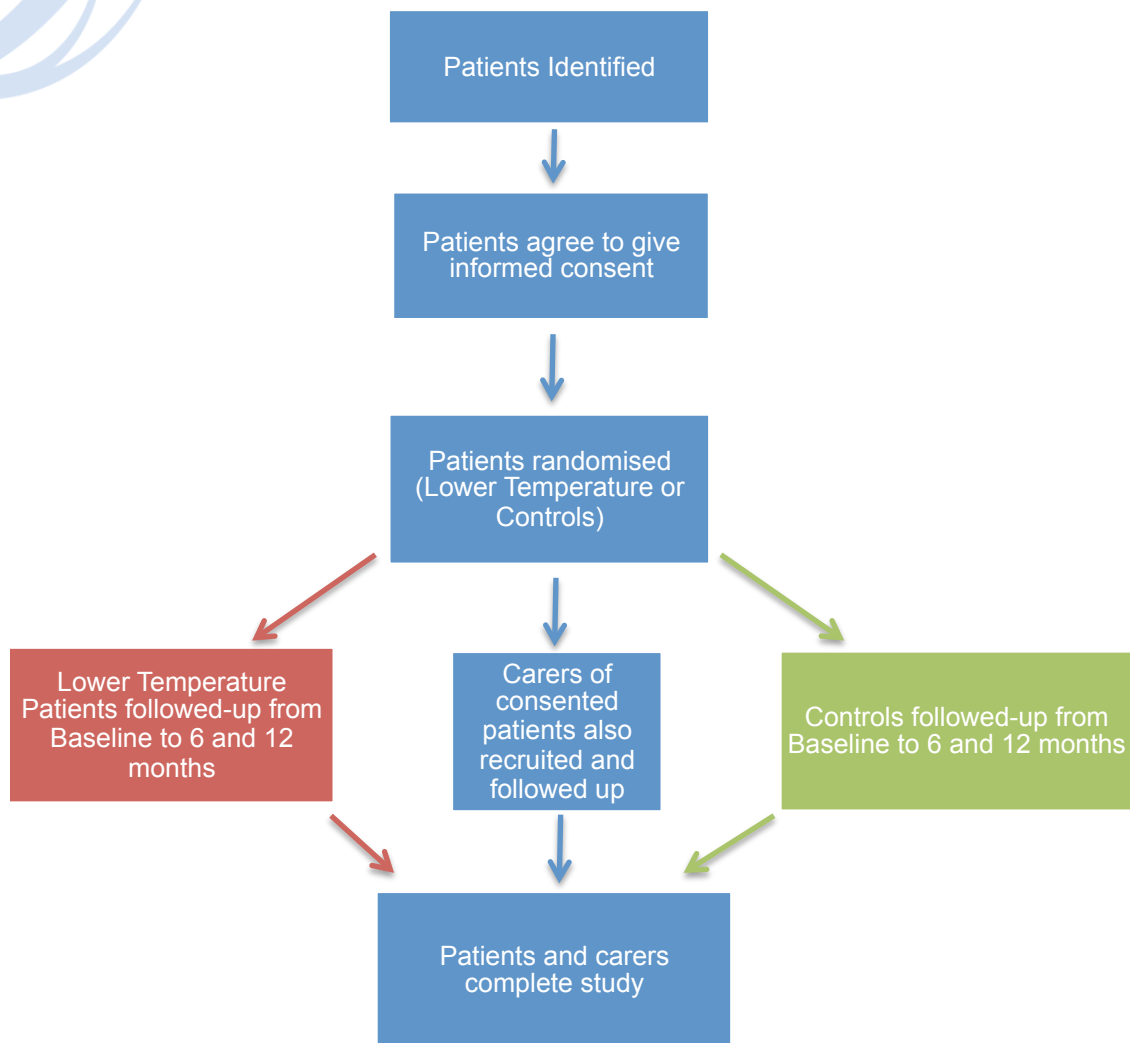 Patients Identified
Patients agree to give
informed consent
Patients randomised
(Lower Temperature or
Controls)
Lower Temperature
Patients followed-up from
Baseline to 6 and 12
months
Carers of
consented
patients also
recruited and
followed up
Controls followed-up from
Baseline to 6 and 12 months
Patients and carers
complete study